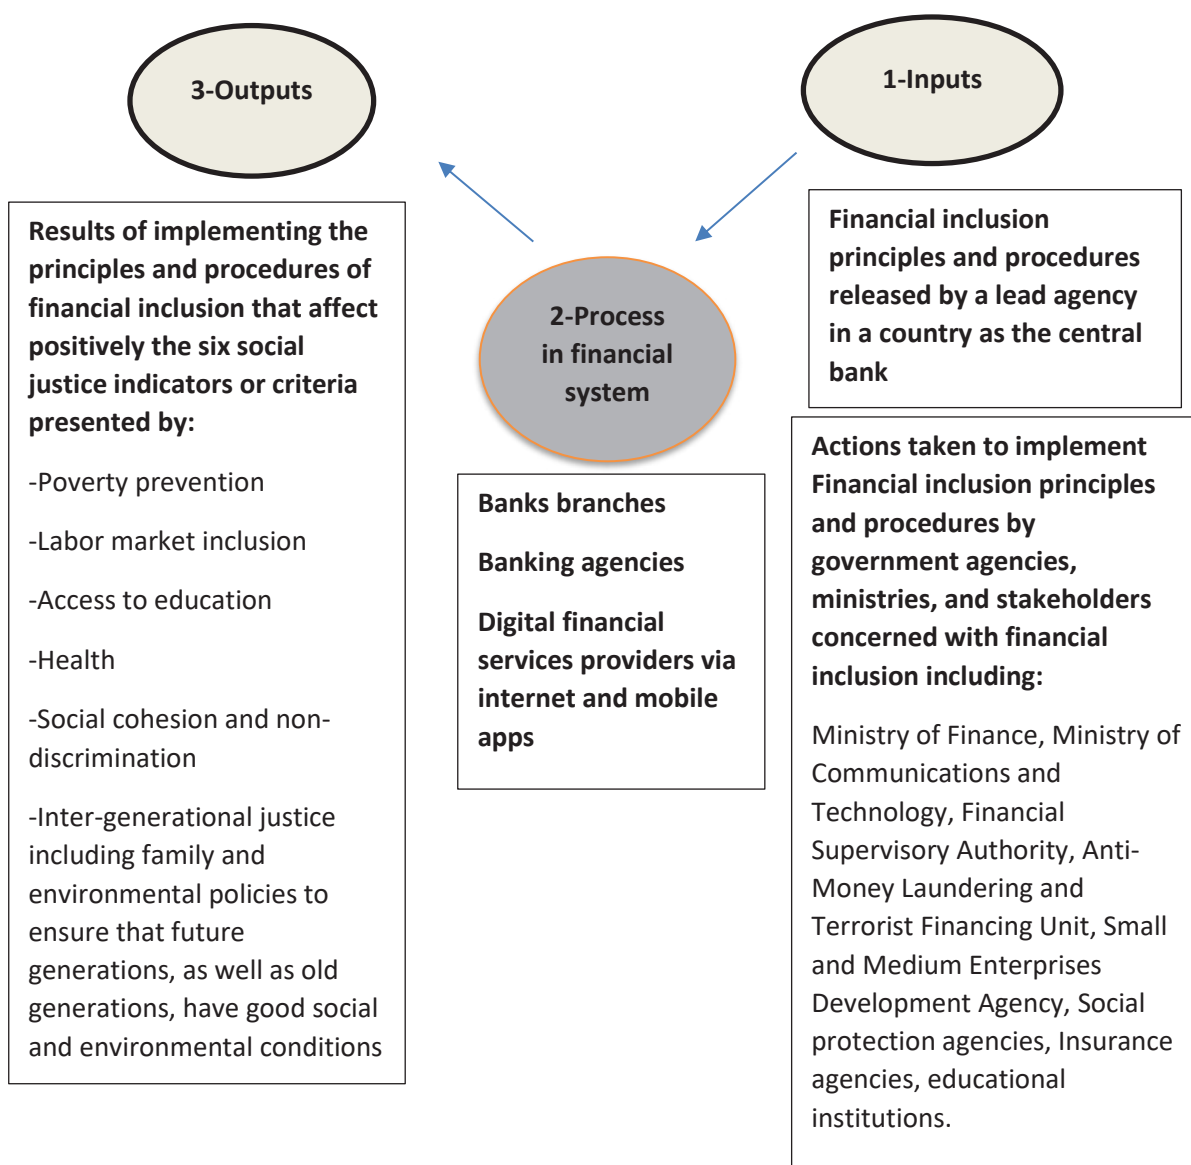 3-Outputs
Results of implementing the
principles and procedures of
financial inclusion that affect
positively the six social
justice indicators or criteria
presented by:
-Poverty prevention
-Labor market inclusion
-Access to education
-Health
-Social cohesion and non-
discrimination
-Inter-generational justice
including family and
environmental policies to
ensure that future
generations, as well as old
generations, have good social
and environmental conditions
2-Process
in financial
system
Banks branches
Banking agencies
Digital financial
services providers via
internet and mobile
apps
1-Inputs
Financial inclusion
principles and procedures
released by a lead agency
in a country as the central
bank
Actions taken to implement
Financial inclusion principles
and procedures by
government agencies,
ministries, and stakeholders
concerned with financial
inclusion including:
Ministry of Finance, Ministry of
Communications and
Technology, Financial
Supervisory Authority, Anti-
Money Laundering and
Terrorist Financing Unit, Small
and Medium Enterprises
Development Agency, Social
protection agencies, Insurance
agencies, educational
institutions.